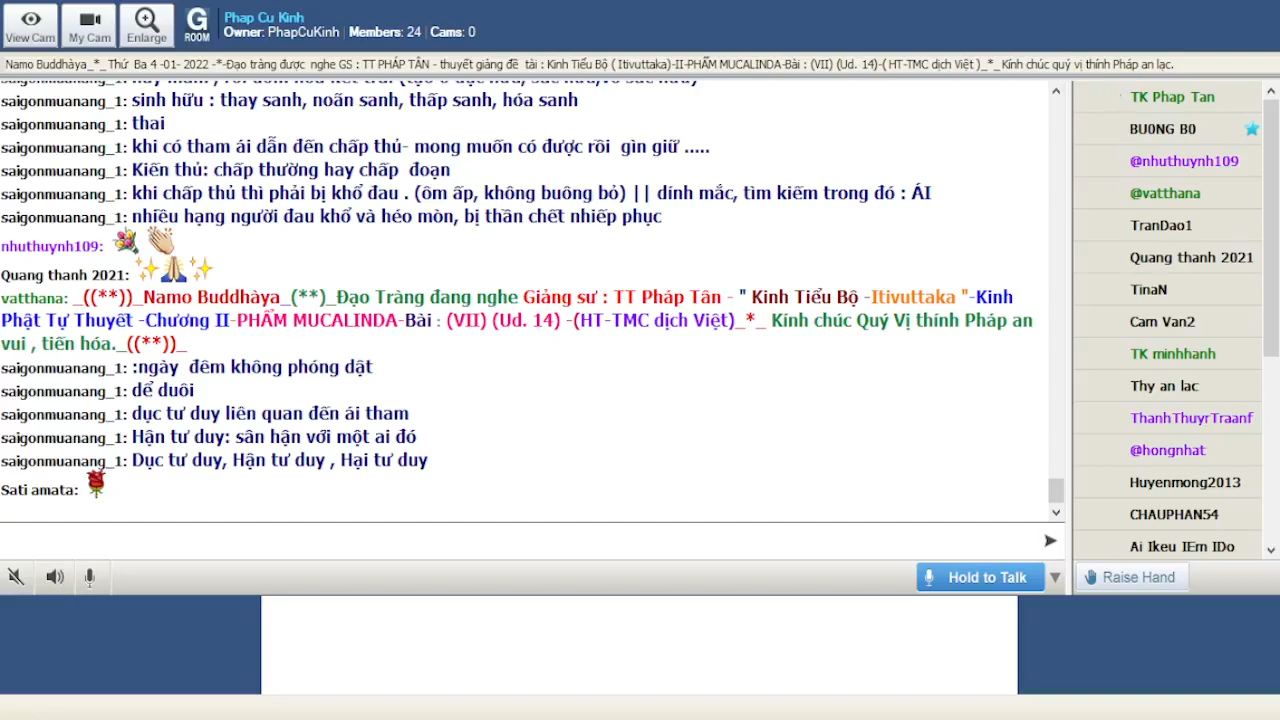 Phap Cu Kinh
View Cam My Cam Enlarge G ROOM Owner: PhapCuKinh | Members: 24 | Cams: 0
Namo Buddhàya_*_Thứ Ba 4 -01- 2022 -*-Đạo tràng được nghe GS : TT PHÁP TÂN - thuyết giảng đề tài : Kinh Tiểu Bộ ( Itivuttaka)-II-PHẨM MUCALINDA-Bài : (VII) (Ud. 14)-( HT-TMC dịch Việt )_*_Kính chúc quý vị thính Pháp an lạc.
saigonmuanang_1: sinh hữu : thay sanh, noãn sanh, thấp sanh, hóa sanh
saigonmuanang_1: thai
saigonmuanang_1: khi có tham ái dẫn đến chấp thủ- mong muốn có được rồi gìn giữ .....
saigonmuanang_1: Kiến thủ: chấp thường hay chấp đoạn
saigonmuanang_1: khi chấp thủ thì phải bị khổ đau . (ôm ấp, không buông bỏ) || dính mắc, tìm kiếm trong đó : ÁI
saigonmuanang_1: nhiều hạng người đau khổ và héo mòn, bị thần chết nhiếp phục
nhuthuynh109:
Quang thanh 2021:
vatthana: _((**))_Namo Buddhàya_(**)_Đạo Tràng đang nghe Giảng sư : TT Pháp Tân - " Kinh Tiểu Bộ -Itivuttaka "-Kinh
Phật Tự Thuyết -Chương II-PHẨM MUCALINDA-Bài : (VII) (Ud. 14) -(HT-TMC dịch Việt)_*_ Kính chúc Quý Vị thính Pháp an
vui , tiến hóa._((**))_
saigonmuanang_1: :ngày đêm không phóng dật
saigonmuanang_1: dể duôi
saigonmuanang_1: dục tư duy liên quan đến ái tham
saigonmuanang_1: Hận tư duy: sân hận với một ai đó
saigonmuanang_1: Dục tư duy, Hận tư duy , Hại tư duy
Sati amata:
Hold to Talk
TK Phap Tan
BU0NG B0
@nhuthuynh109
@vatthana
TranDao1
Quang thanh 2021
TinaN
Cam Van2
TK minhhanh
Thy an lac
ThanhThuyrTraanf
@hongnhat
Huyenmong2013
CHAUPHAN54
Ai Ikeu IEm IDo
Raise Hand